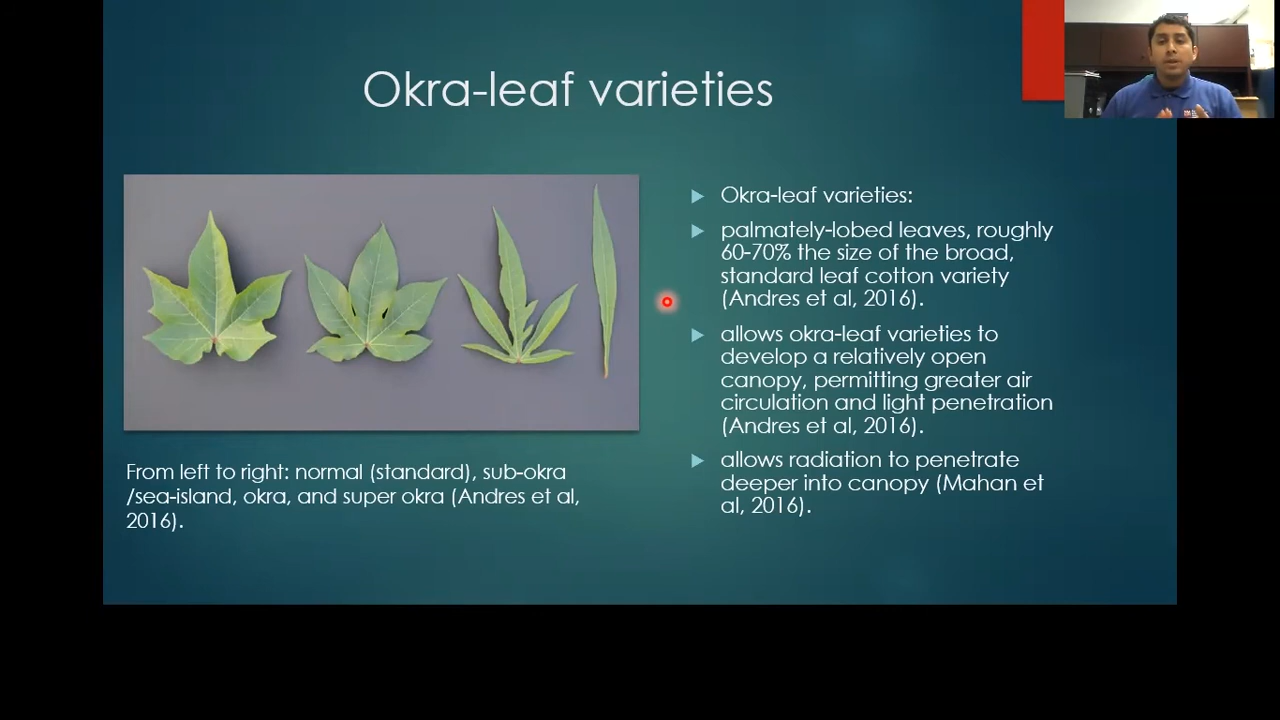 Okra-leaf varieties
Okra-leaf varieties:
palmately-lobed leaves, roughly
60-70% the size of the broad,
standard leaf cotton variety
(Andres et al, 2016).
allows okra-leaf varieties to
develop a relatively open
canopy, permitting greater air
circulation and light penetration
(Andres et al, 2016).
allows radiation to penetrate
deeper into canopy (Mahan et
al, 2016).
From left to right: normal (standard), sub-okra
/sea-island, okra, and super okra (Andres et al,
2016).